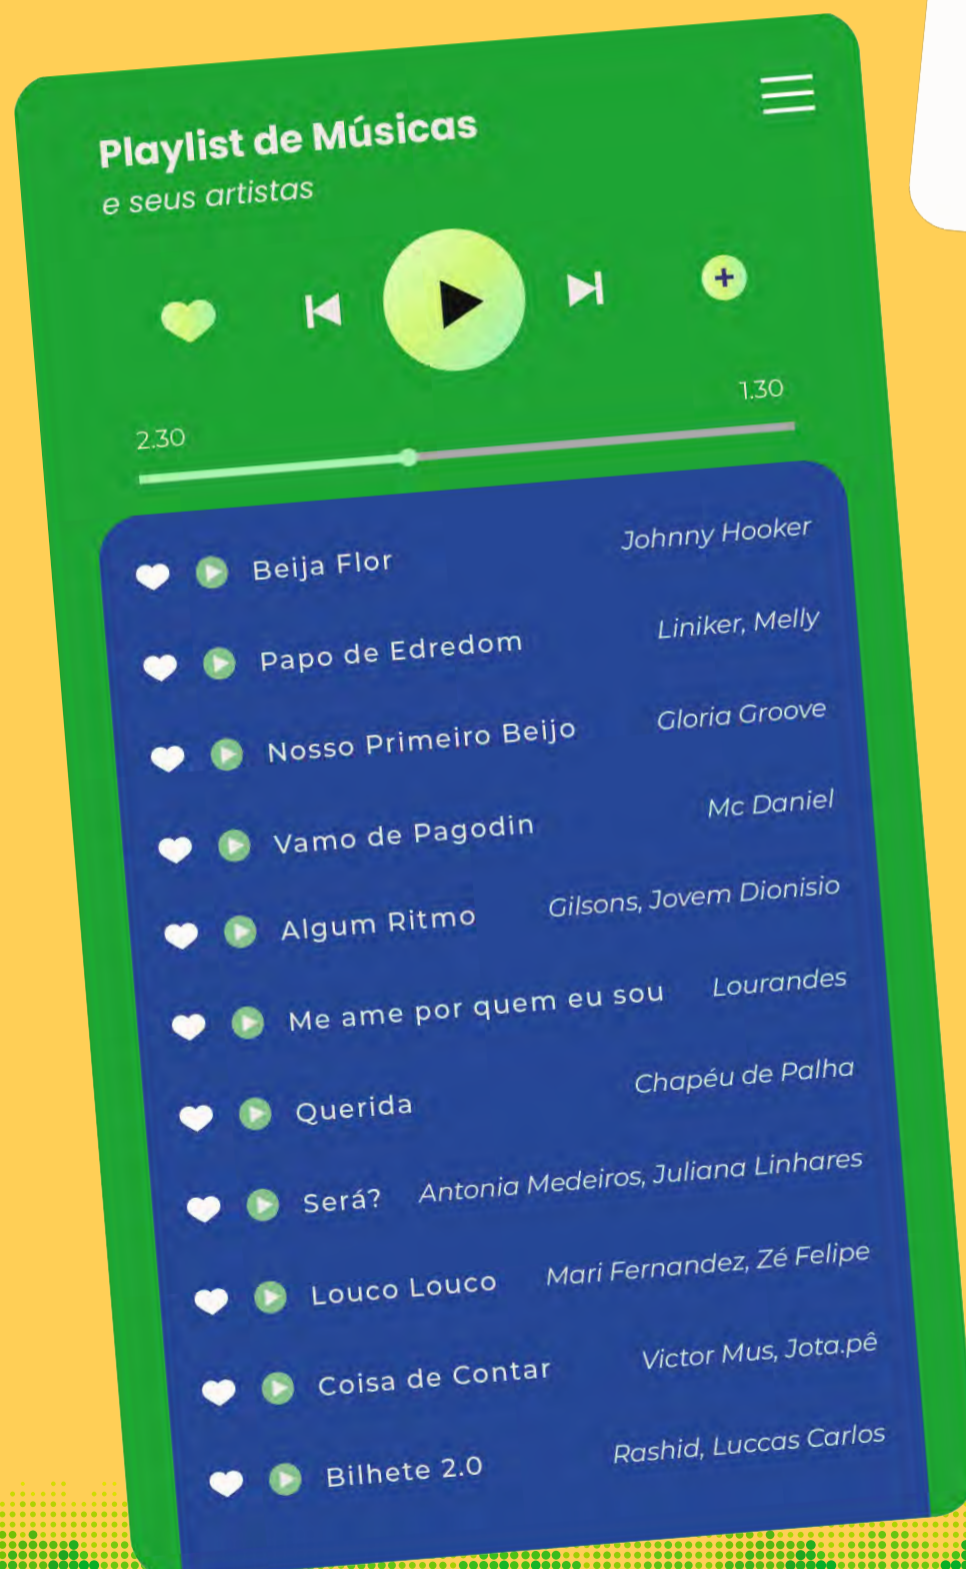 Playlist de Músicas
e seus artistas
2.30 1.30
Beija Flor Johnny Hooker
Papo de Edredom Liniker, Melly
Nosso Primeiro Beijo Gloria Groove
Vamo de Pagodin Mc Daniel
Algum Ritmo Gilsons, Jovem Dionisio
Me ame por quem eu sou Lourandes
Querida Chapéu de Palha
Será? Antonia Medeiros, Juliana Linhares
Louco Louco Mari Fernandez, Zé Felipe
Coisa de Contar Victor Mus, Jota.pê
Bilhete 2.0 Rashid, Luccas Carlos